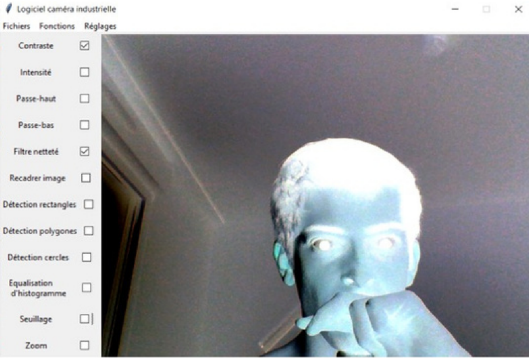 Logiciel caméra industrielle
Fichiers Fonctions Réglages
Contraste
Intensité
Passe-haut
Passe-bas
Filtre netteté
Recadrer image
Détection rectangles
Détection polygones
Détection cercles
Equalisation
d'histogramme
Seuillage
Zoom